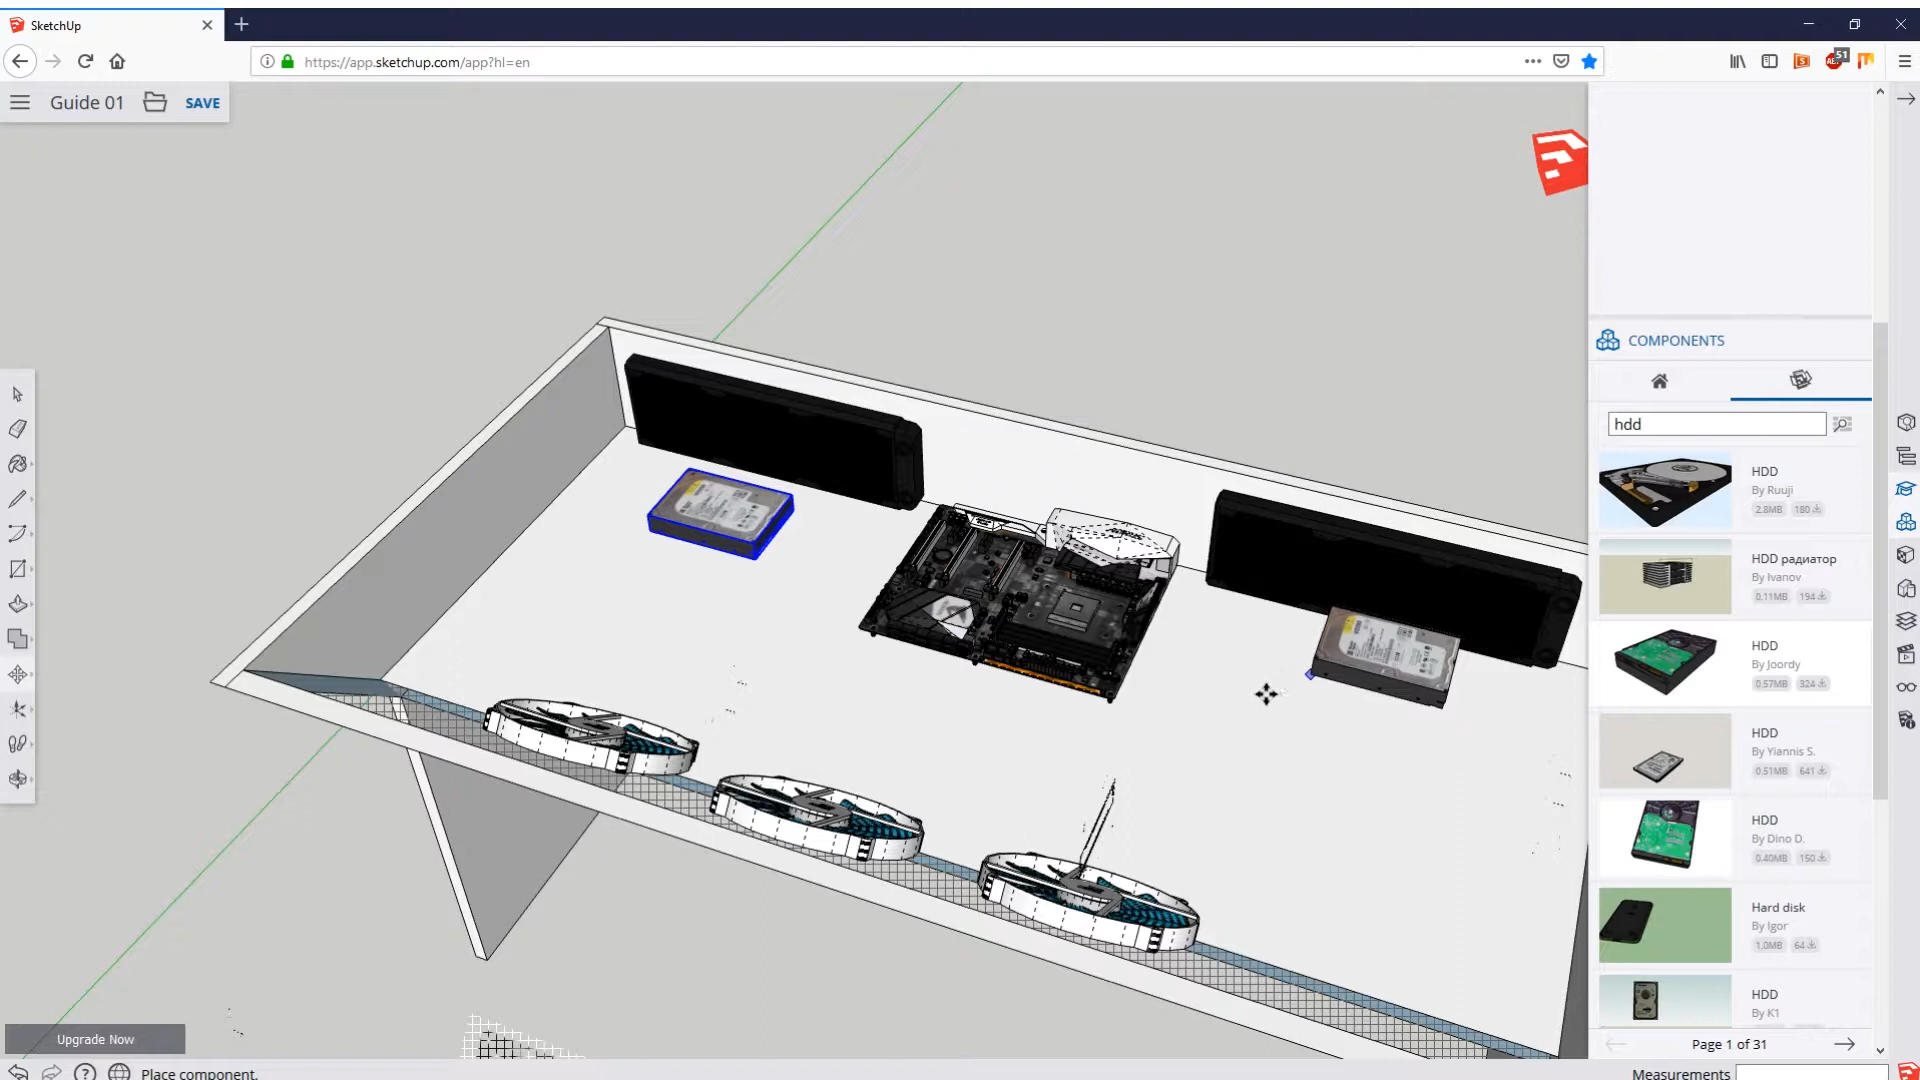 SketchUp
https://app.sketchup.com/app?hl=en
51
Guide 01
SAVE
COMPONENTS
hdd
HDD
By Ruuji
2.8MB 180
HDD радиатор
By Ivanov
0.11MB 194
HDD
By Joordy
0.57MB 324
HDD
By Yiannis S.
0.51MB 641
HDD
By Dino D.
0.40MB 150
Hard disk
By Igor
1.0MB 64
HDD
By K1
Page 1 of 31
Upgrade Now
Place component.
Measurements